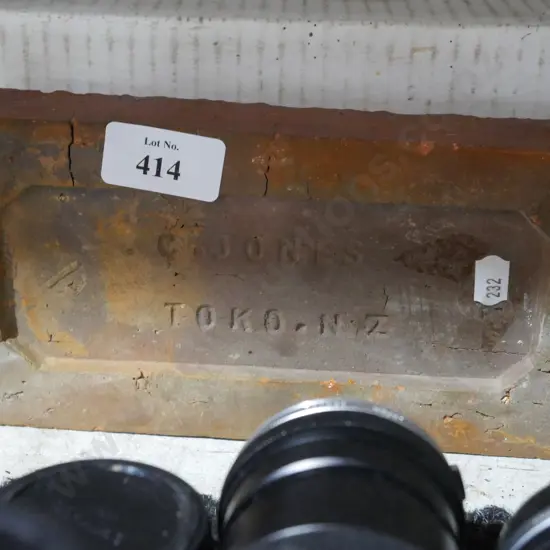 Lot No.
414
C. JONES
TOKO. N Z
232